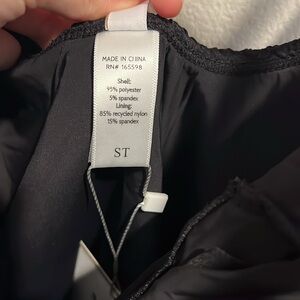 MADE IN CHINA
RN# 165598
Shell:
95% polyester
5% spandex
Lining:
85% recycled nylon
15% spandex
ST